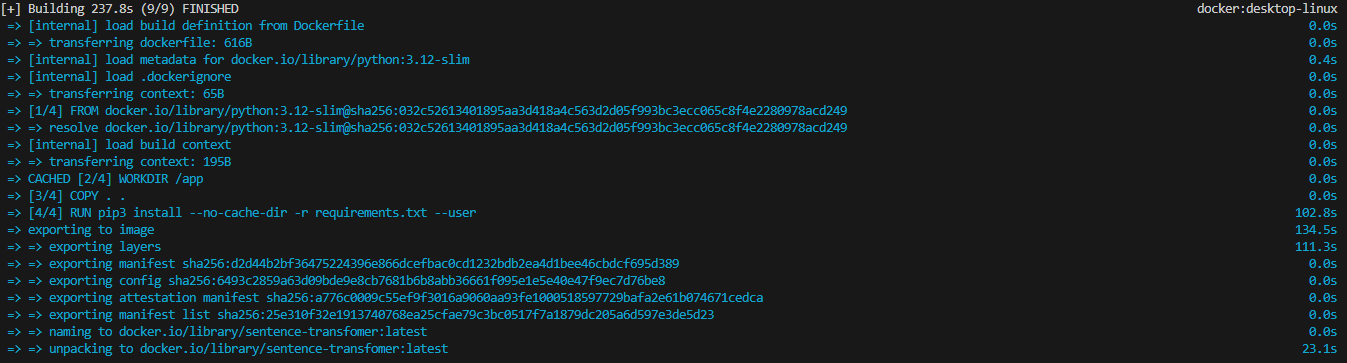 [+] Building 237.8s (9/9) FINISHED docker:desktop-linux
=> [internal] load build definition from Dockerfile 0.0s
=> => transferring dockerfile: 616B 0.0s
=> [internal] load metadata for docker.io/library/python:3.12-slim 0.4s
=> [internal] load .dockerignore 0.0s
=> => transferring context: 65B 0.0s
=> [1/4] FROM docker.io/library/python:3.12-slim@sha256:032c52613401895aa3d418a4c563d2d05f993bc3ecc065c8f4e2280978acd249 0.0s
=> => resolve docker.io/library/python:3.12-slim@sha256:032c52613401895aa3d418a4c563d2d05f993bc3ecc065c8f4e2280978acd249 0.0s
=> [internal] load build context 0.0s
=> => transferring context: 195B 0.0s
=> CACHED [2/4] WORKDIR /app 0.0s
=> [3/4] COPY . . 0.0s
=> [4/4] RUN pip3 install --no-cache-dir -r requirements.txt --user 102.8s
=> exporting to image 134.5s
=> => exporting layers 111.3s
=> => exporting manifest sha256:d2d44b2bf36475224396e866dcefbac0cd1232bdb2ea4d1bee46cbdcf695d389 0.0s
=> => exporting config sha256:6493c2859a63d09bde9e8cb7681b6b8abb36661f095e1e5e40e47f9ec7d76be8 0.0s
=> => exporting attestation manifest sha256:a776c0009c55ef9f3016a9060aa93fe1000518597729bafa2e61b074671cedca 0.0s
=> => exporting manifest list sha256:25e310f32e1913740768ea25cfae79c3bc0517f7a1879dc205a6d597e3de5d23 0.0s
=> => naming to docker.io/library/sentence-transfomer:latest 0.0s
=> => unpacking to docker.io/library/sentence-transfomer:latest 23.1s